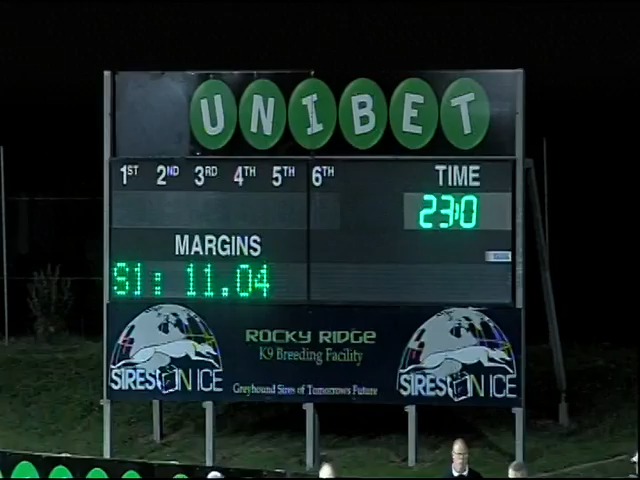 UNIBET
1ST 2ND 3RD 4TH 5TH 6TH TIME
23:0
MARGINS
S1: 11.04
ROCKY RIDGE
K9 Breeding Facility
SIRES ON ICE
Greyhound Sires of Tomorrows Future
SIRES ON ICE